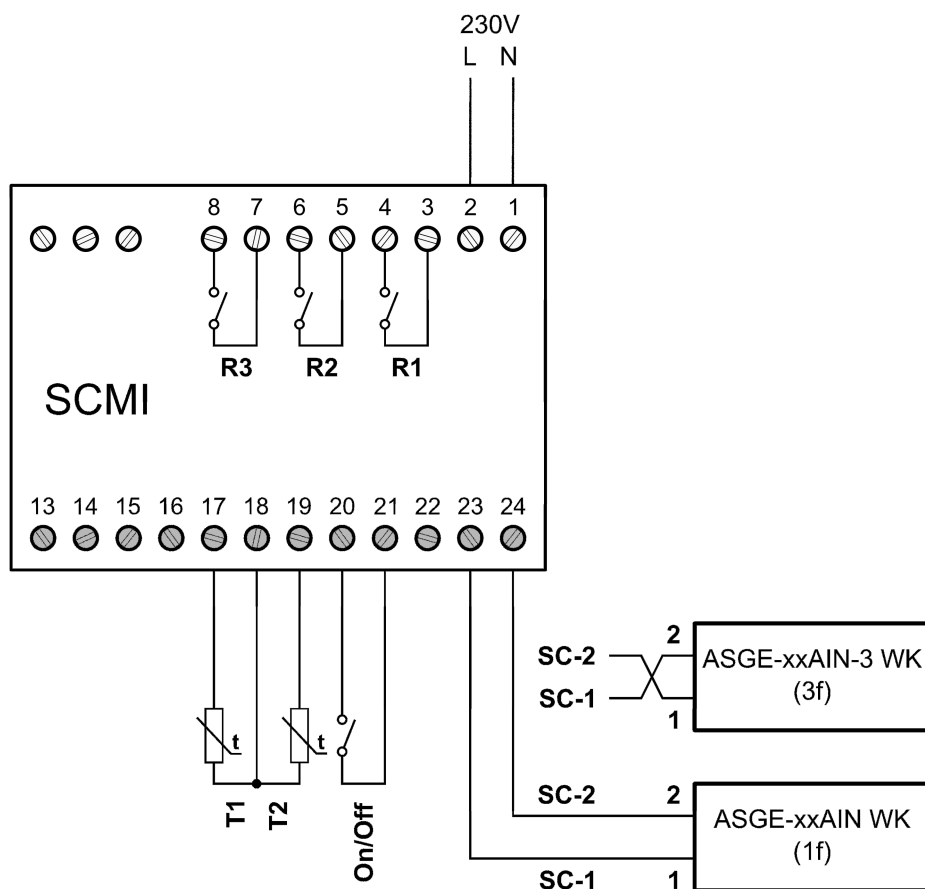 230V
L N
8 7 6 5 4 3 2 1
R3 R2 R1
SCMI
13 14 15 16 17 18 19 20 21 22 23 24
SC-2 2
ASGE-xxAIN-3 WK
(3f)
SC-1 1
t t
T1 T2 On/Off
SC-2 2
ASGE-xxAIN WK
(1f)
SC-1 1